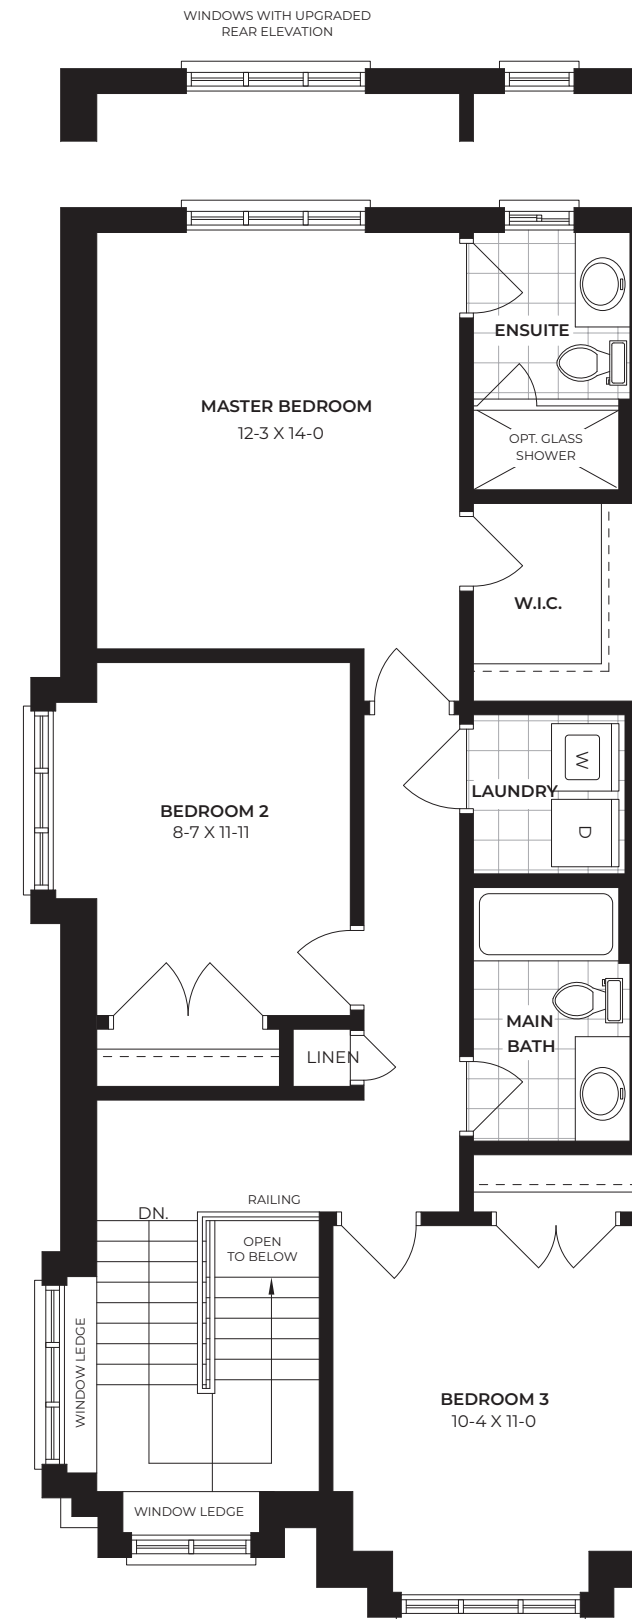 WINDOWS WITH UPGRADED
REAR ELEVATION
ENSUITE
MASTER BEDROOM
12-3 X 14-0
OPT. GLASS
SHOWER
W.I.C.
W
LAUNDRY
BEDROOM 2
8-7 X 11-11
D
MAIN
BATH
LINEN
RAILING
DN.
OPEN
TO BELOW
WINDOW LEDGE
BEDROOM 3
10-4 X 11-0
WINDOW LEDGE